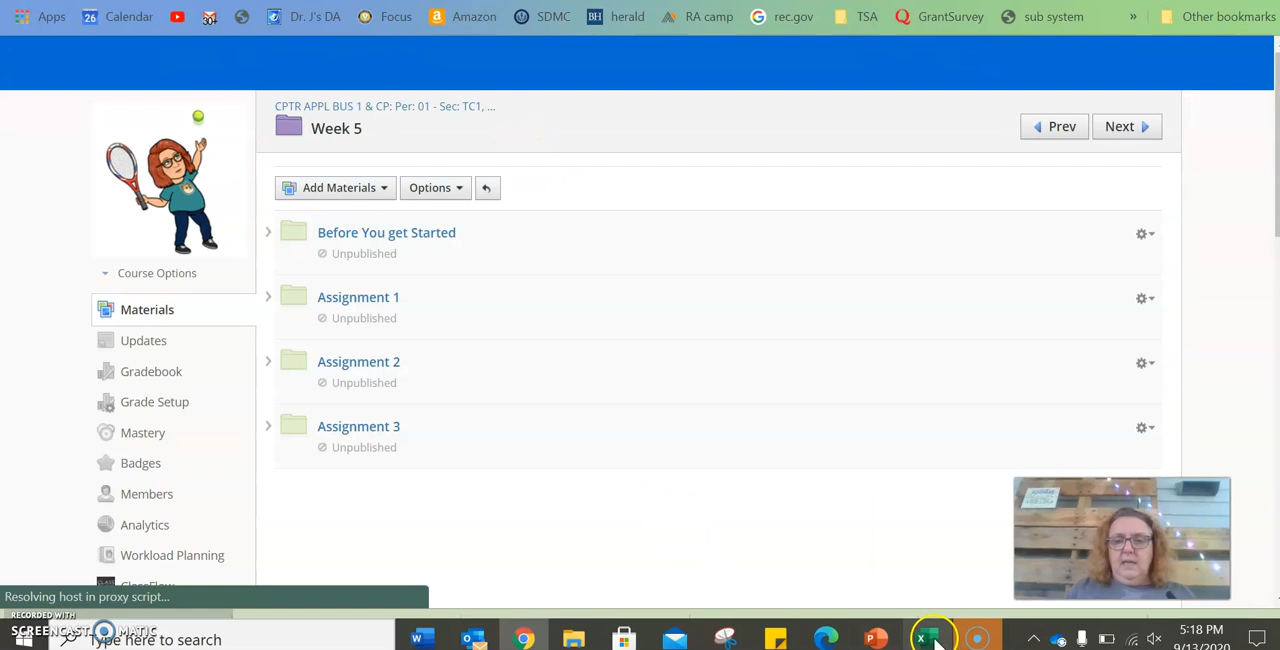 Apps
26 Calendar
304
Dr. J's DA
Focus
Amazon
SDMC
BH herald
RA camp
rec.gov
TSA
GrantSurvey
sub system
»
Other bookmarks
CPTR APPL BUS 1 & CP: Per: 01 - Sec: TC1, ...
Week 5
Prev
Next
Add Materials
Options
Before You get Started
Unpublished
Assignment 1
Unpublished
Assignment 2
Unpublished
Assignment 3
Unpublished
Course Options
Materials
Updates
Gradebook
Grade Setup
Mastery
Badges
Members
Analytics
Workload Planning
Resolving host in proxy script...
RECORDED WITH
SCREENCAST MATIC
Type here to search
5:18 PM
9/13/2020